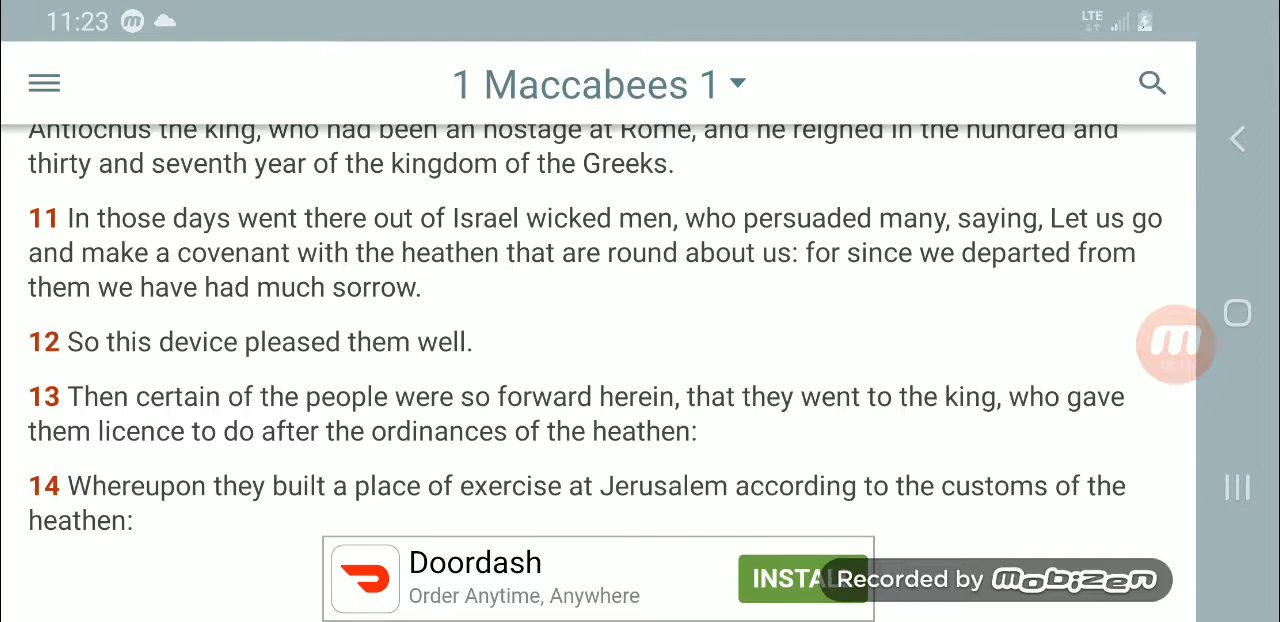 11:23
LTE
1 Maccabees 1
Antiochus the king, who had been an hostage at Rome, and he reigned in the hundred and
thirty and seventh year of the kingdom of the Greeks.
11 In those days went there out of Israel wicked men, who persuaded many, saying, Let us go
and make a covenant with the heathen that are round about us: for since we departed from
them we have had much sorrow.
12 So this device pleased them well.
13 Then certain of the people were so forward herein, that they went to the king, who gave
them licence to do after the ordinances of the heathen:
14 Whereupon they built a place of exercise at Jerusalem according to the customs of the
heathen:
Doordash
Order Anytime, Anywhere
INSTA
Recorded by mobizen